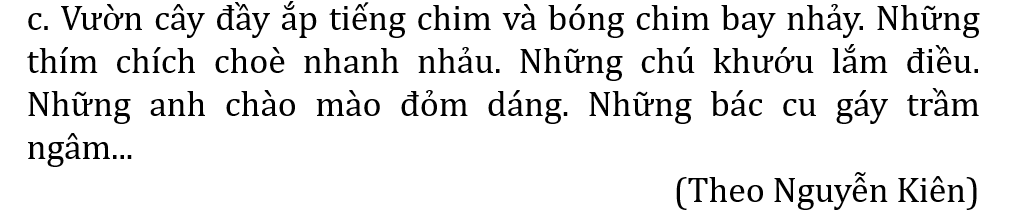 c. Vườn cây đầy ắp tiếng chim và bóng chim bay nhảy. Những
thím chích choè nhanh nhảu. Những chú khướu lắm điều.
Những anh chào mào đỏm dáng. Những bác cu gáy trầm
ngâm...
(Theo Nguyễn Kiên)